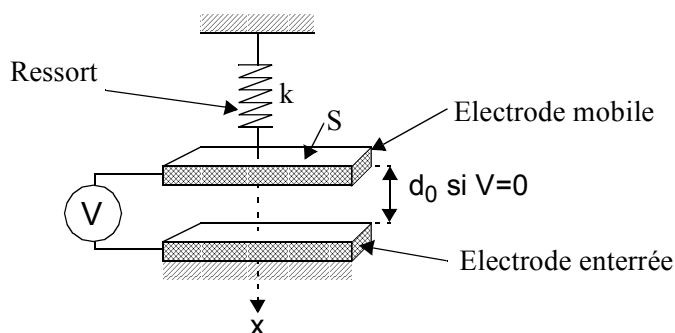 Ressort
k
S
Electrode mobile
V
d0 si V=0
Electrode enterrée
x